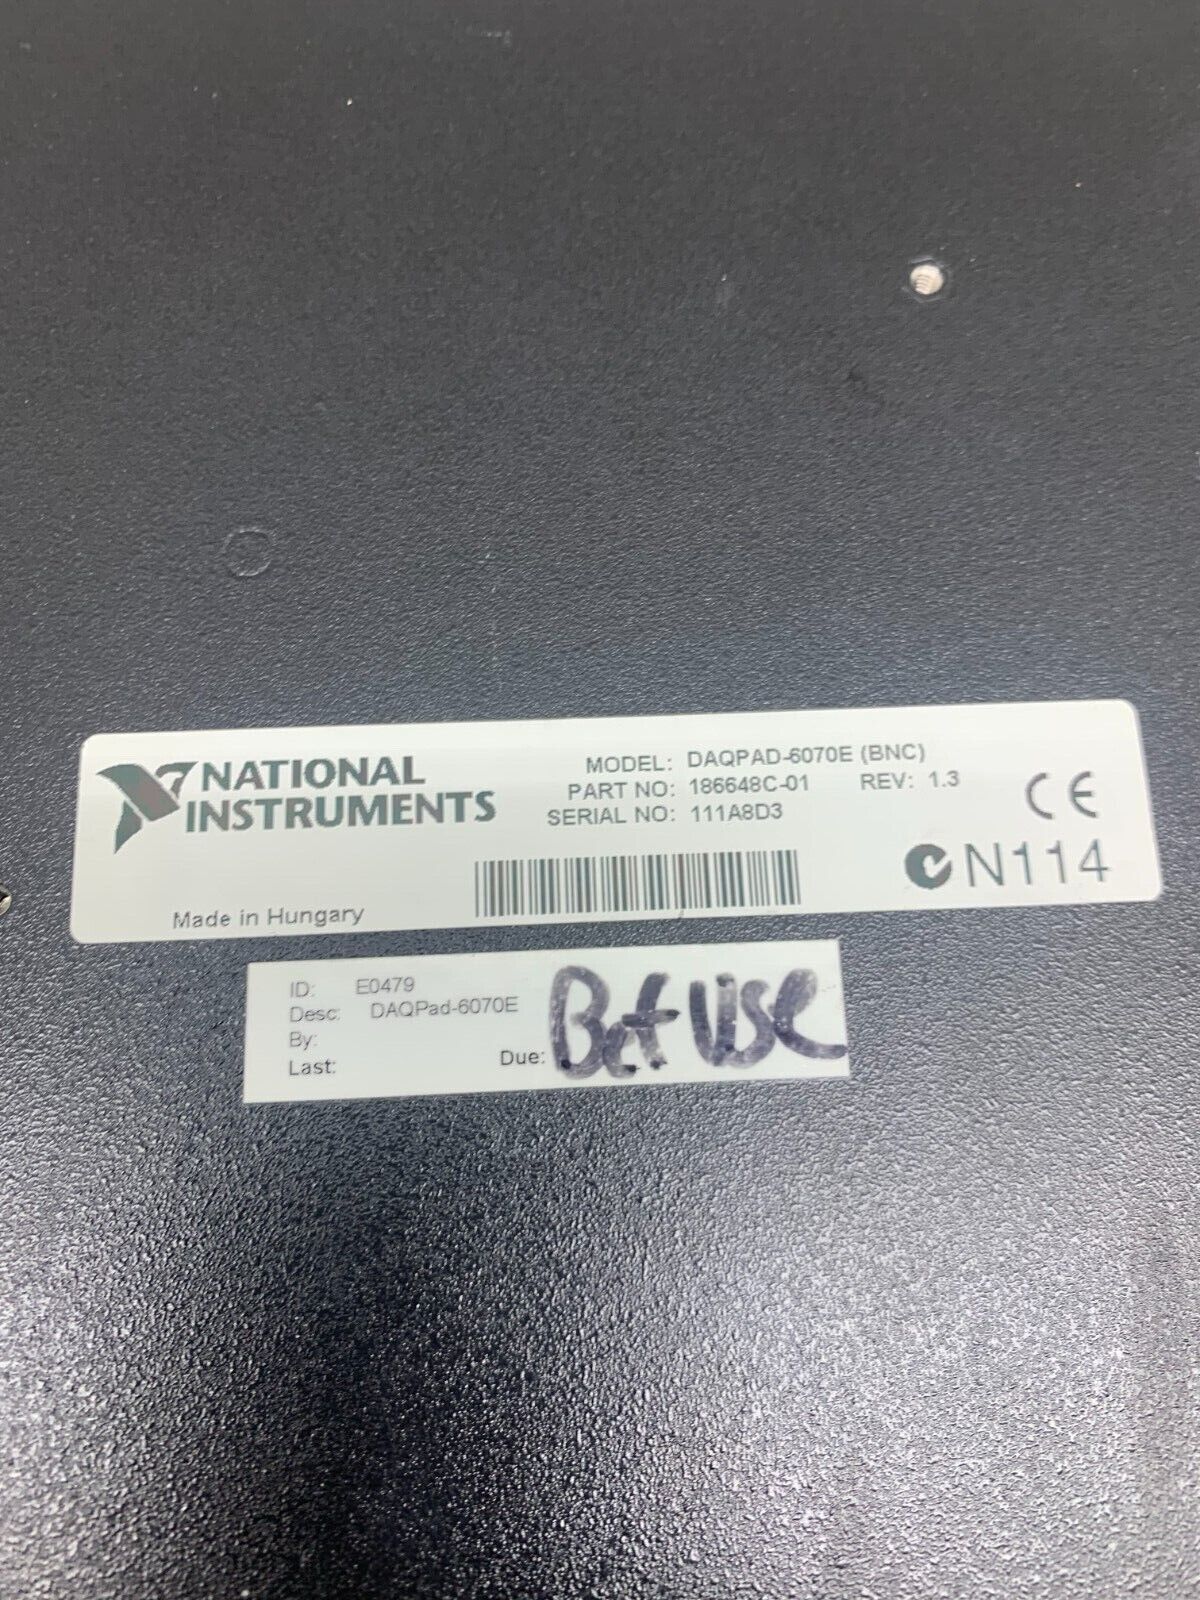 NATIONAL
INSTRUMENTS
MODEL: DAQPAD-6070E (BNC)
PART NO: 186648C-01 REV: 1.3
SERIAL NO: 111A8D3
CE
N114
Made in Hungary
ID: E0479
Desc: DAQPad-6070E
By:
Last:
Due: Bef USE